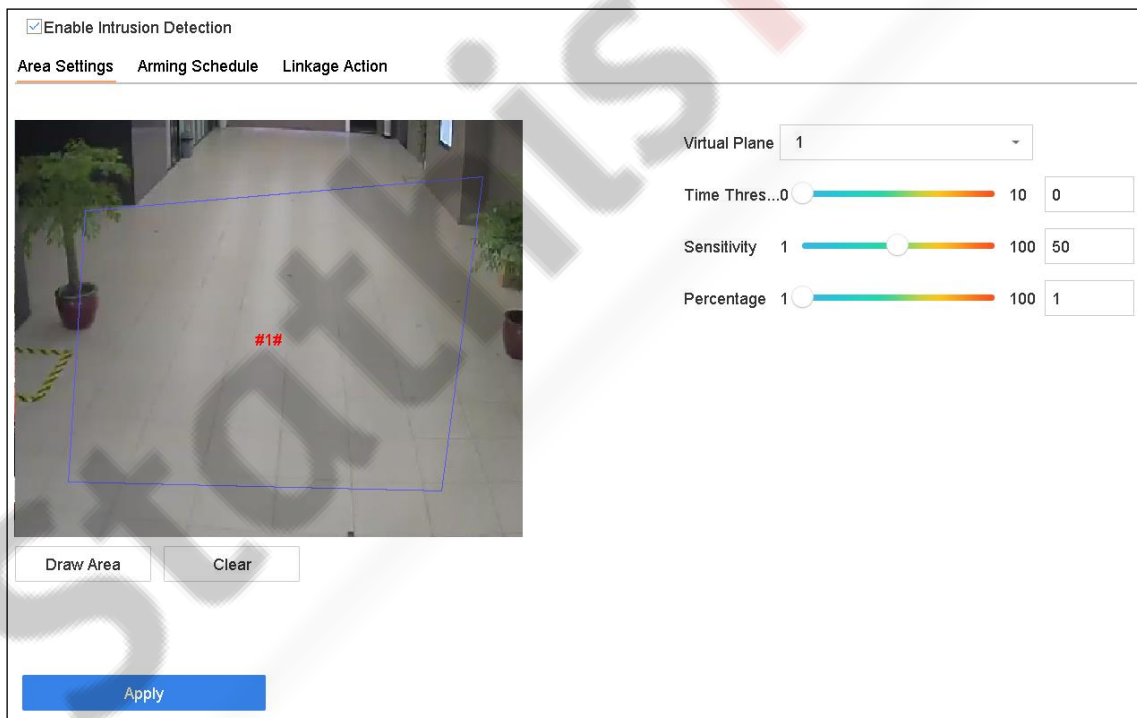 Enable Intrusion Detection
Area Settings Arming Schedule Linkage Action
Virtual Plane 1
Time Thres...0 10 0
Sensitivity 1 100 50
Percentage 1 100 1
#1#
Draw Area Clear
Apply
Stathis